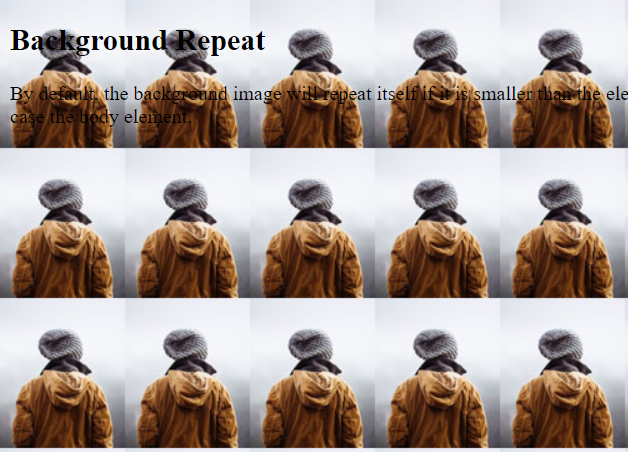 Background Repeat
By default, the background image will repeat itself if it is smaller than the ele
case the body element.